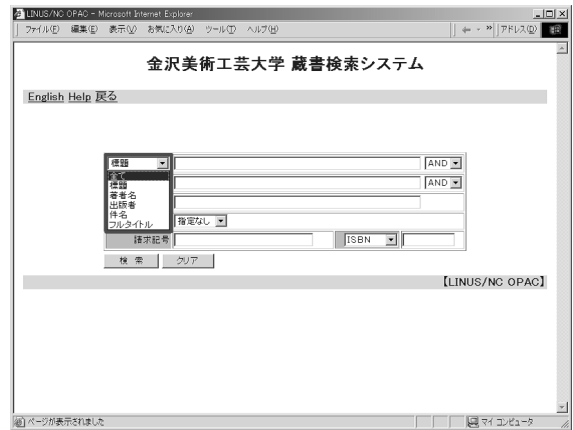 LINUS/NC OPAC - Microsoft Internet Explorer
ファイル(F) 編集(E) 表示(V) お気に入り(A) ツール(T) ヘルプ(H) アドレス(D)
金沢美術工芸大学 蔵書検索システム
English Help 戻る
標題 AND
全て
標題 AND
著者名
出版者
件名
フルタイトル 指定なし
請求記号 ISBN
検 索 クリア
【LINUS/NC OPAC】
ページが表示されました マイ コンピュータ